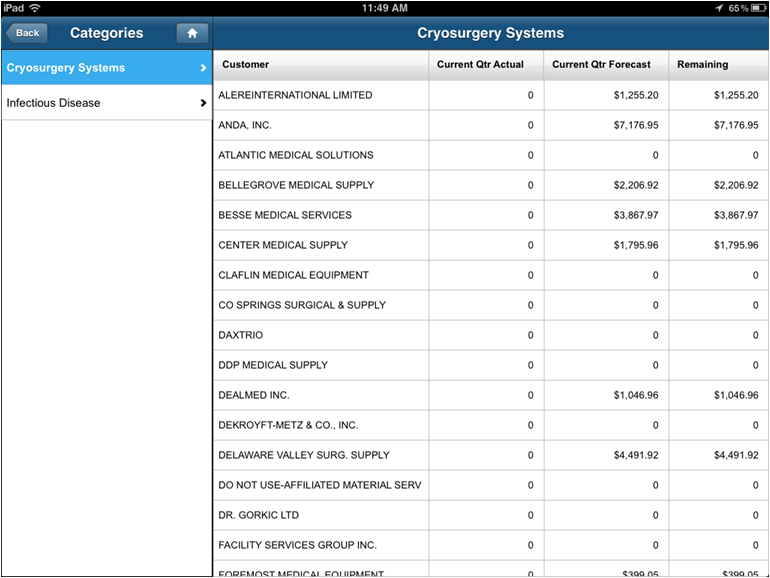 iPad 11:49 AM 65%
Back Categories Cryosurgery Systems
Cryosurgery Systems
Infectious Disease
Customer Current Qtr Actual Current Qtr Forecast Remaining
ALEREINTERNATIONAL LIMITED 0 $1,255.20 $1,255.20
ANDA, INC. 0 $7,176.95 $7,176.95
ATLANTIC MEDICAL SOLUTIONS 0 0 0
BELLEGROVE MEDICAL SUPPLY 0 $2,206.92 $2,206.92
BESSE MEDICAL SERVICES 0 $3,867.97 $3,867.97
CENTER MEDICAL SUPPLY 0 $1,795.96 $1,795.96
CLAFLIN MEDICAL EQUIPMENT 0 0 0
CO SPRINGS SURGICAL & SUPPLY 0 0 0
DAXTRIO 0 0 0
DDP MEDICAL SUPPLY 0 0 0
DEALMED INC. 0 $1,046.96 $1,046.96
DEKROYFT-METZ & CO., INC. 0 0 0
DELAWARE VALLEY SURG. SUPPLY 0 $4,491.92 $4,491.92
DO NOT USE-AFFILIATED MATERIAL SERV 0 0 0
DR. GORKIC LTD 0 0 0
FACILITY SERVICES GROUP INC. 0 0 0
FOREMOST MEDICAL EQUIPMENT 0 $399.05 $399.05